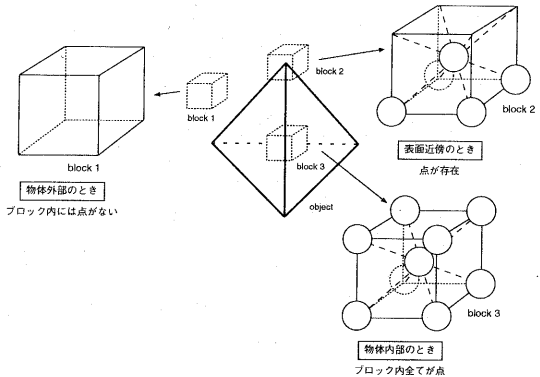 block 1
物体外部のとき
ブロック内には点がない
block 1
block 2
block 3
object
block 2
表面近傍のとき
点が存在
block 3
物体内部のとき
ブロック内全てが点